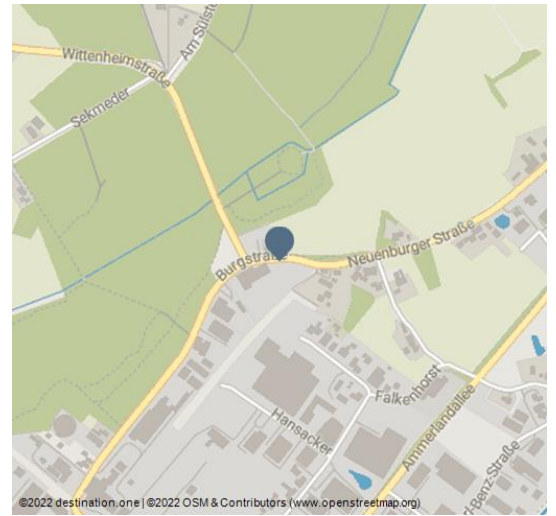 Wittenheimstraße
Am Sülst
Sekmeder
Burgstraße
Neuenburger Straße
Falkenhorst
Hansacker
Ammerlandallee
rl-Benz-Straße
©2022 destination.one | ©2022 OSM & Contributors (www.openstreetmap.org)